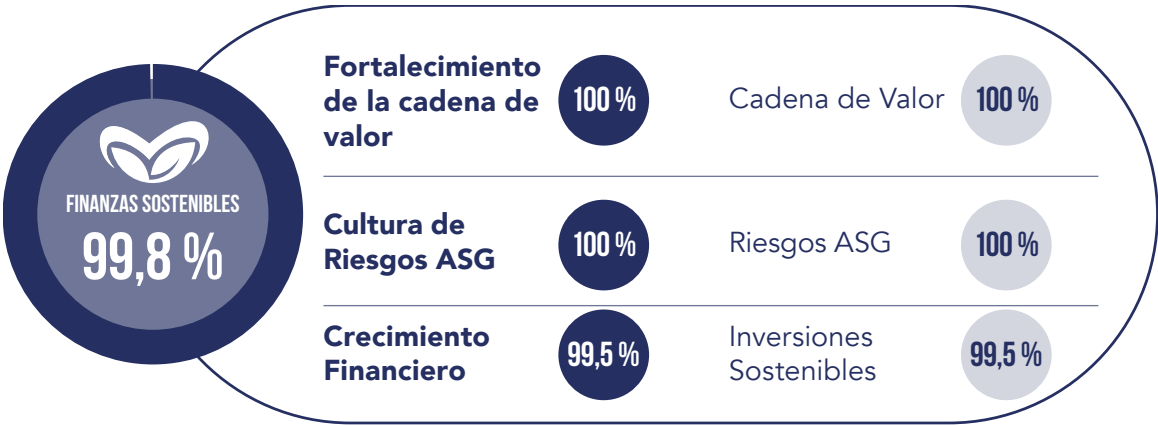 FINANZAS SOSTENIBLES
99,8 %
Fortalecimiento
de la cadena de
valor
100 %
Cadena de Valor
100 %
Cultura de
Riesgos ASG
100 %
Riesgos ASG
100 %
Crecimiento
Financiero
99,5 %
Inversiones
Sostenibles
99,5 %